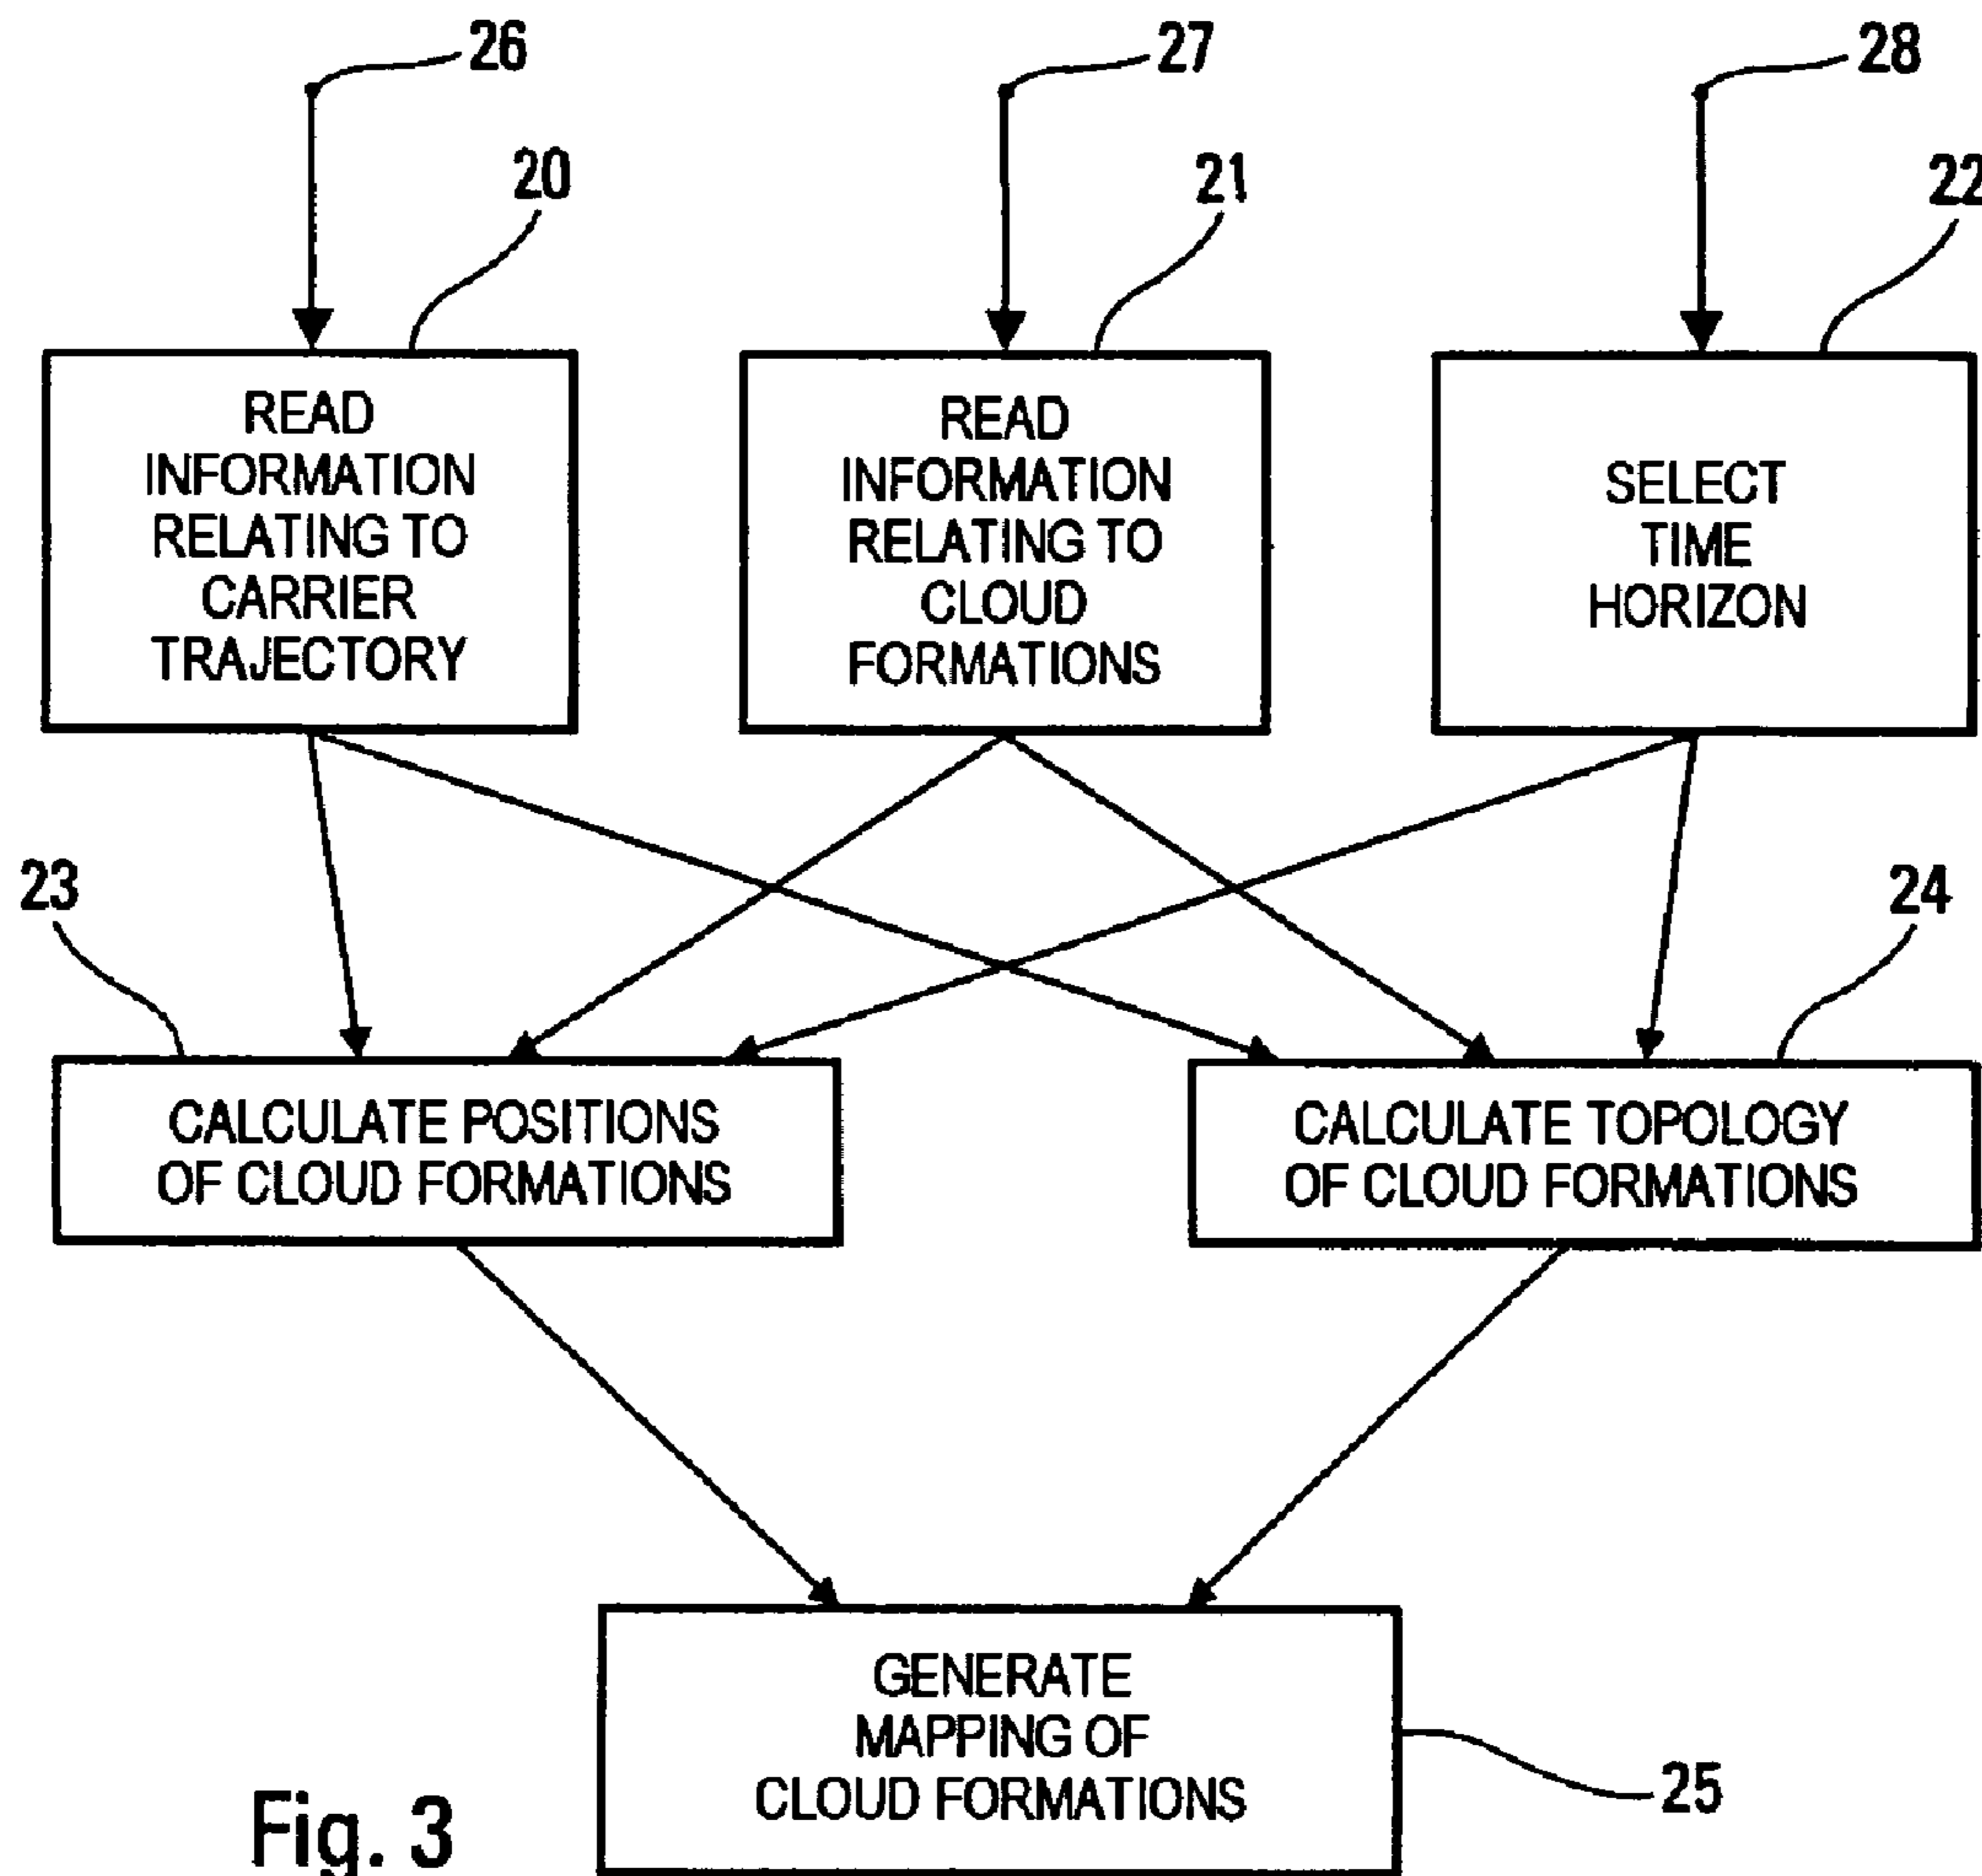 26
27
28
20
21
22
READ
INFORMATION
RELATING TO
CARRIER
TRAJECTORY
READ
INFORMATION
RELATING TO
CLOUD
FORMATIONS
SELECT
TIME
HORIZON
23
24
CALCULATE POSITIONS
OF CLOUD FORMATIONS
CALCULATE TOPOLOGY
OF CLOUD FORMATIONS
GENERATE
MAPPING OF
CLOUD FORMATIONS
25
Fig. 3